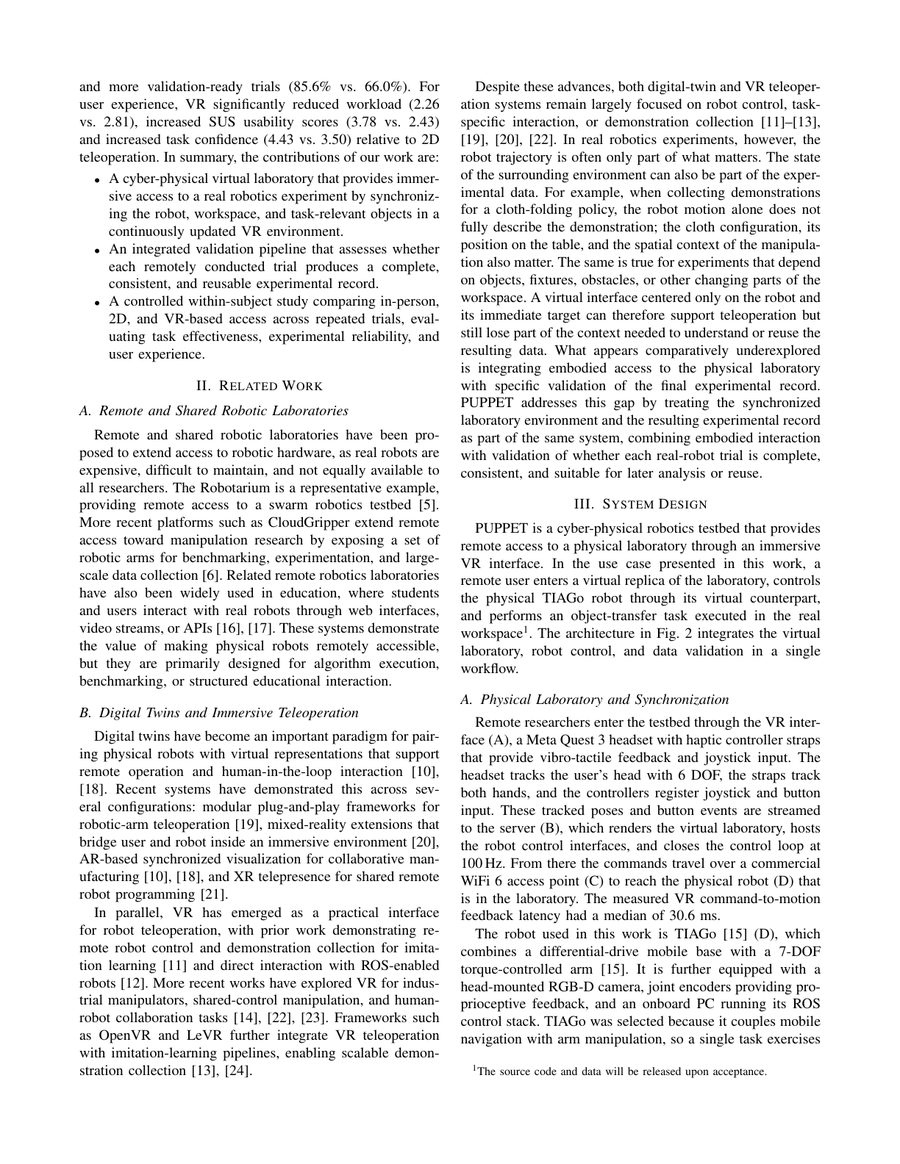 and more validation-ready trials (85.6% vs. 66.0%). For
user experience, VR significantly reduced workload (2.26
vs. 2.81), increased SUS usability scores (3.78 vs. 2.43)
and increased task confidence (4.43 vs. 3.50) relative to 2D
teleoperation. In summary, the contributions of our work are:
• A cyber-physical virtual laboratory that provides immer-
sive access to a real robotics experiment by synchroniz-
ing the robot, workspace, and task-relevant objects in a
continuously updated VR environment.
• An integrated validation pipeline that assesses whether
each remotely conducted trial produces a complete,
consistent, and reusable experimental record.
• A controlled within-subject study comparing in-person,
2D, and VR-based access across repeated trials, eval-
uating task effectiveness, experimental reliability, and
user experience.
II. RELATED WORK
A. Remote and Shared Robotic Laboratories
Remote and shared robotic laboratories have been pro-
posed to extend access to robotic hardware, as real robots are
expensive, difficult to maintain, and not equally available to
all researchers. The Robotarium is a representative example,
providing remote access to a swarm robotics testbed [5].
More recent platforms such as CloudGripper extend remote
access toward manipulation research by exposing a set of
robotic arms for benchmarking, experimentation, and large-
scale data collection [6]. Related remote robotics laboratories
have also been widely used in education, where students
and users interact with real robots through web interfaces,
video streams, or APIs [16], [17]. These systems demonstrate
the value of making physical robots remotely accessible,
but they are primarily designed for algorithm execution,
benchmarking, or structured educational interaction.
B. Digital Twins and Immersive Teleoperation
Digital twins have become an important paradigm for pair-
ing physical robots with virtual representations that support
remote operation and human-in-the-loop interaction [10],
[18]. Recent systems have demonstrated this across sev-
eral configurations: modular plug-and-play frameworks for
robotic-arm teleoperation [19], mixed-reality extensions that
bridge user and robot inside an immersive environment [20],
AR-based synchronized visualization for collaborative man-
ufacturing [10], [18], and XR telepresence for shared remote
robot programming [21].
In parallel, VR has emerged as a practical interface
for robot teleoperation, with prior work demonstrating re-
mote robot control and demonstration collection for imita-
tion learning [11] and direct interaction with ROS-enabled
robots [12]. More recent works have explored VR for indus-
trial manipulators, shared-control manipulation, and human-
robot collaboration tasks [14], [22], [23]. Frameworks such
as OpenVR and LeVR further integrate VR teleoperation
with imitation-learning pipelines, enabling scalable demon-
stration collection [13], [24].
Despite these advances, both digital-twin and VR teleoper-
ation systems remain largely focused on robot control, task-
specific interaction, or demonstration collection [11]–[13],
[19], [20], [22]. In real robotics experiments, however, the
robot trajectory is often only part of what matters. The state
of the surrounding environment can also be part of the exper-
imental data. For example, when collecting demonstrations
for a cloth-folding policy, the robot motion alone does not
fully describe the demonstration; the cloth configuration, its
position on the table, and the spatial context of the manipula-
tion also matter. The same is true for experiments that depend
on objects, fixtures, obstacles, or other changing parts of the
workspace. A virtual interface centered only on the robot and
its immediate target can therefore support teleoperation but
still lose part of the context needed to understand or reuse the
resulting data. What appears comparatively underexplored
is integrating embodied access to the physical laboratory
with specific validation of the final experimental record.
PUPPET addresses this gap by treating the synchronized
laboratory environment and the resulting experimental record
as part of the same system, combining embodied interaction
with validation of whether each real-robot trial is complete,
consistent, and suitable for later analysis or reuse.
III. SYSTEM DESIGN
PUPPET is a cyber-physical robotics testbed that provides
remote access to a physical laboratory through an immersive
VR interface. In the use case presented in this work, a
remote user enters a virtual replica of the laboratory, controls
the physical TIAGo robot through its virtual counterpart,
and performs an object-transfer task executed in the real
workspace1. The architecture in Fig. 2 integrates the virtual
laboratory, robot control, and data validation in a single
workflow.
A. Physical Laboratory and Synchronization
Remote researchers enter the testbed through the VR inter-
face (A), a Meta Quest 3 headset with haptic controller straps
that provide vibro-tactile feedback and joystick input. The
headset tracks the user's head with 6 DOF, the straps track
both hands, and the controllers register joystick and button
input. These tracked poses and button events are streamed
to the server (B), which renders the virtual laboratory, hosts
the robot control interfaces, and closes the control loop at
100 Hz. From there the commands travel over a commercial
WiFi 6 access point (C) to reach the physical robot (D) that
is in the laboratory. The measured VR command-to-motion
feedback latency had a median of 30.6 ms.
The robot used in this work is TIAGo [15] (D), which
combines a differential-drive mobile base with a 7-DOF
torque-controlled arm [15]. It is further equipped with a
head-mounted RGB-D camera, joint encoders providing pro-
prioceptive feedback, and an onboard PC running its ROS
control stack. TIAGo was selected because it couples mobile
navigation with arm manipulation, so a single task exercises
1The source code and data will be released upon acceptance.